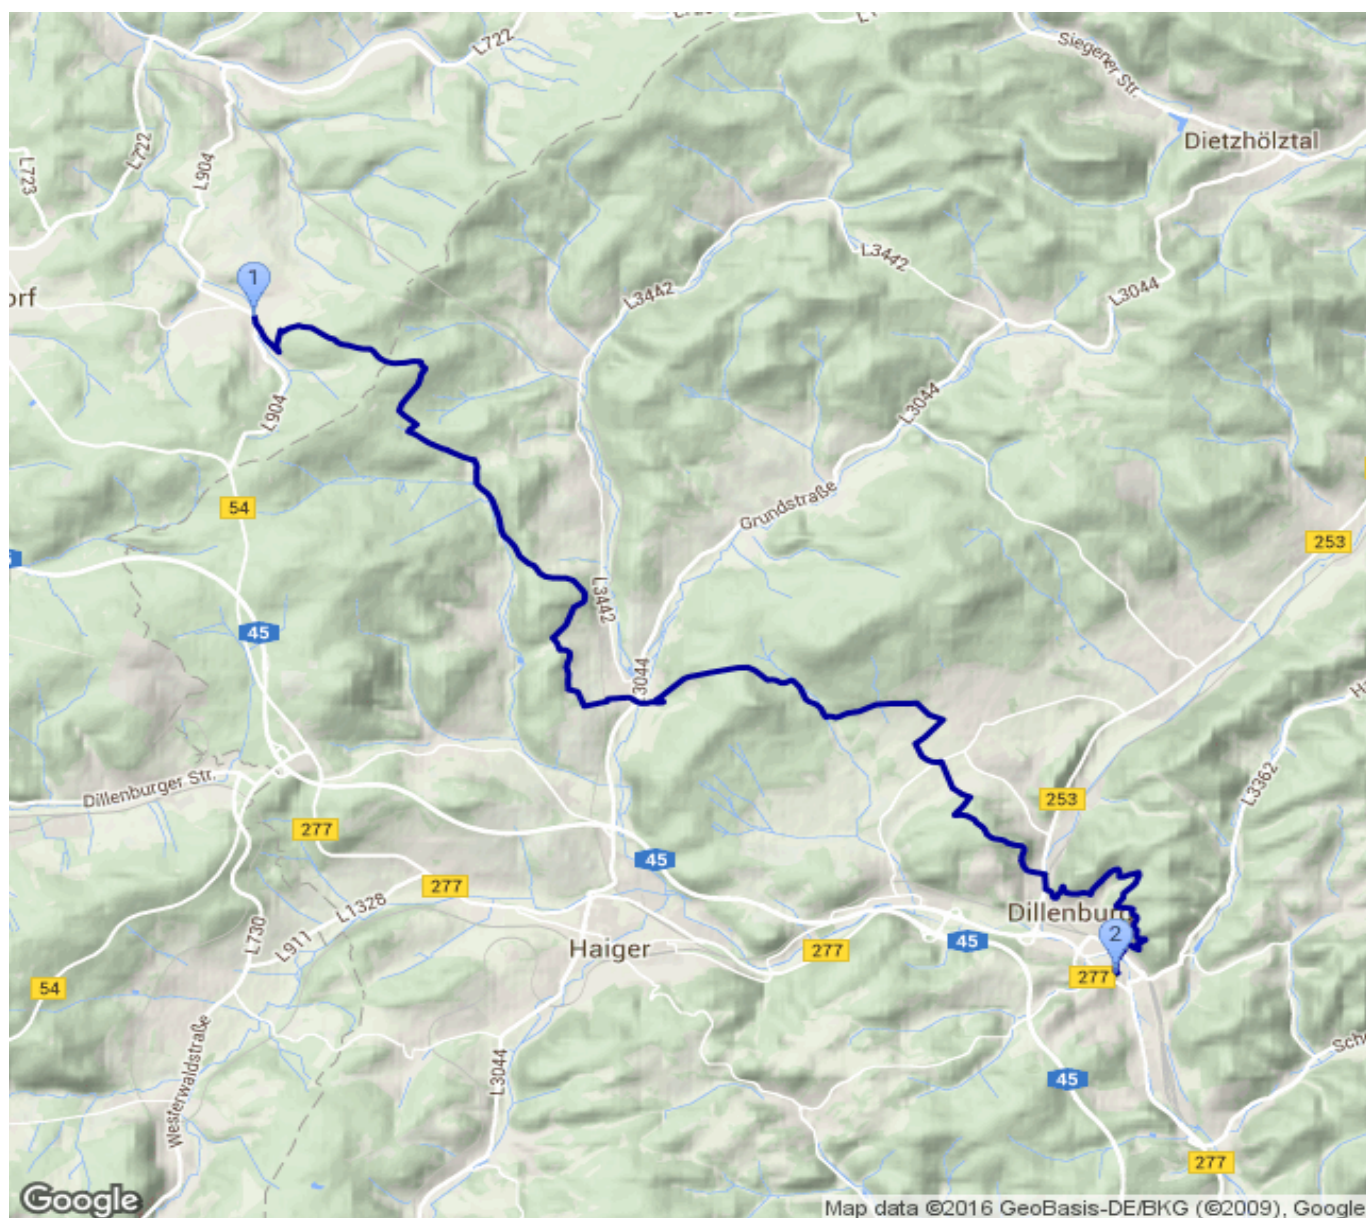 L722
Siegener Str.
Dietzhölztal
L722
L904
L723
1
orf
L3442
L3442
L3044
L904
L3044
54
Grundstraße
253
L3442
45
3044
Dillenburger Str.
L3362
253
277
45
277
L1328
Dillenburg
L911
L730
Haiger
277
45
2
277
54
Westerwaldstraße
L3044
Sch
45
277
Google
Map data ©2016 GeoBasis-DE/BKG (©2009), Google